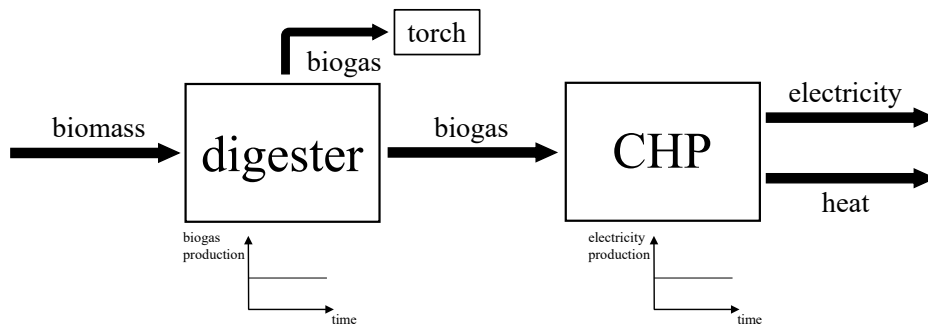 torch
biogas
biomass
digester
biogas
CHP
electricity
heat
biogas
production
time
electricity
production
time